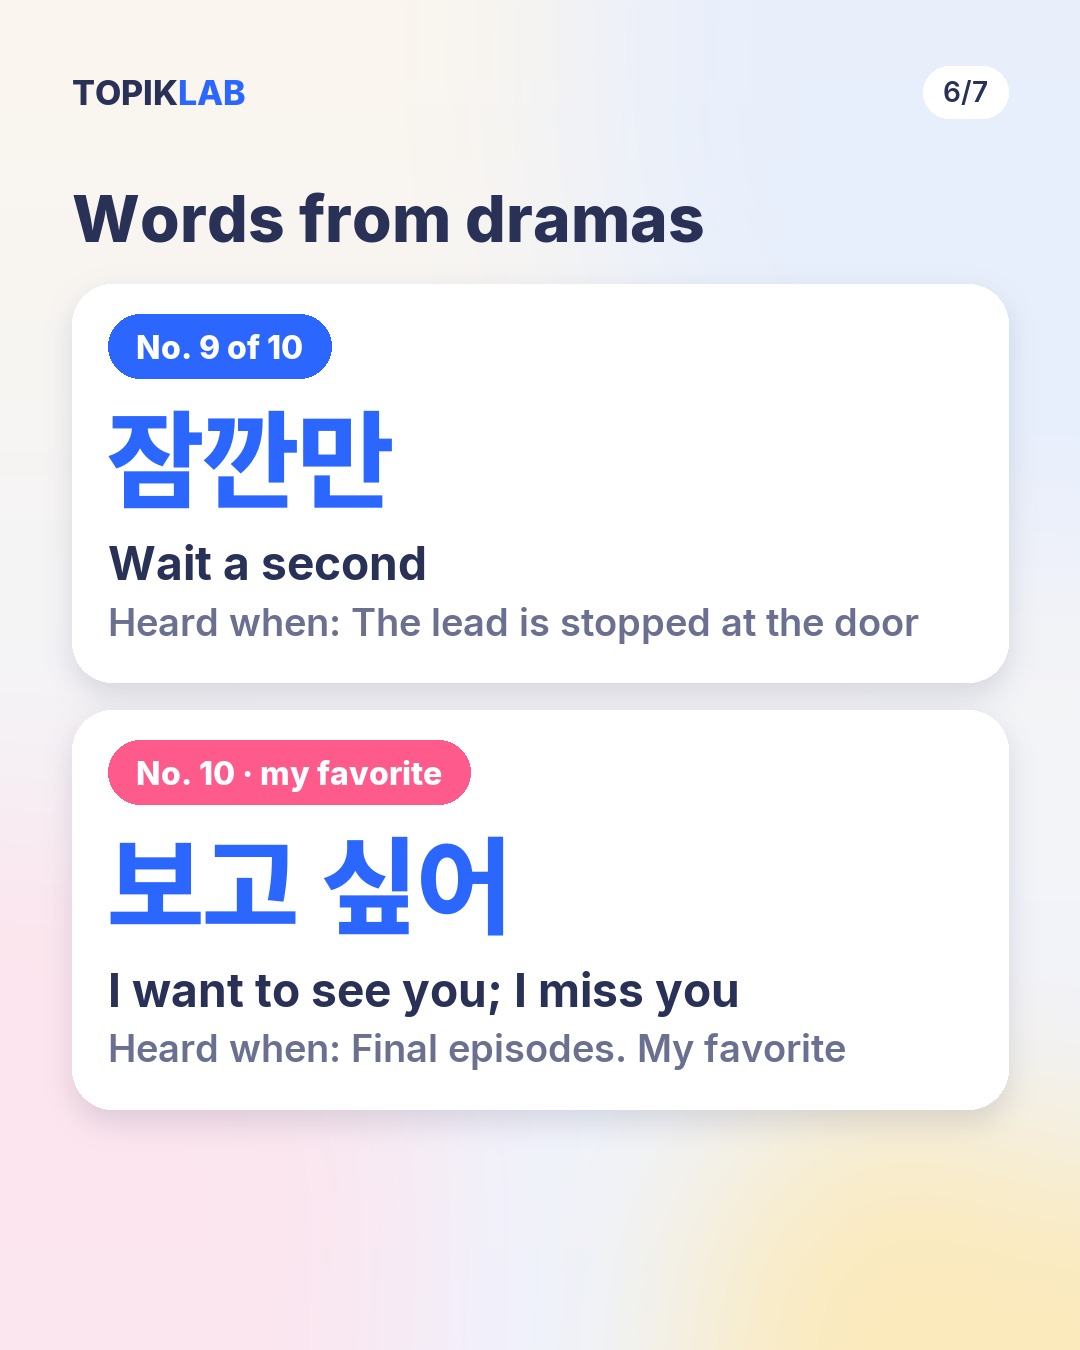 TOPIKLAB
6/7
Words from dramas
No. 9 of 10
잠깐만
Wait a second
Heard when: The lead is stopped at the door
No. 10 · my favorite
보고 싶어
I want to see you; I miss you
Heard when: Final episodes. My favorite